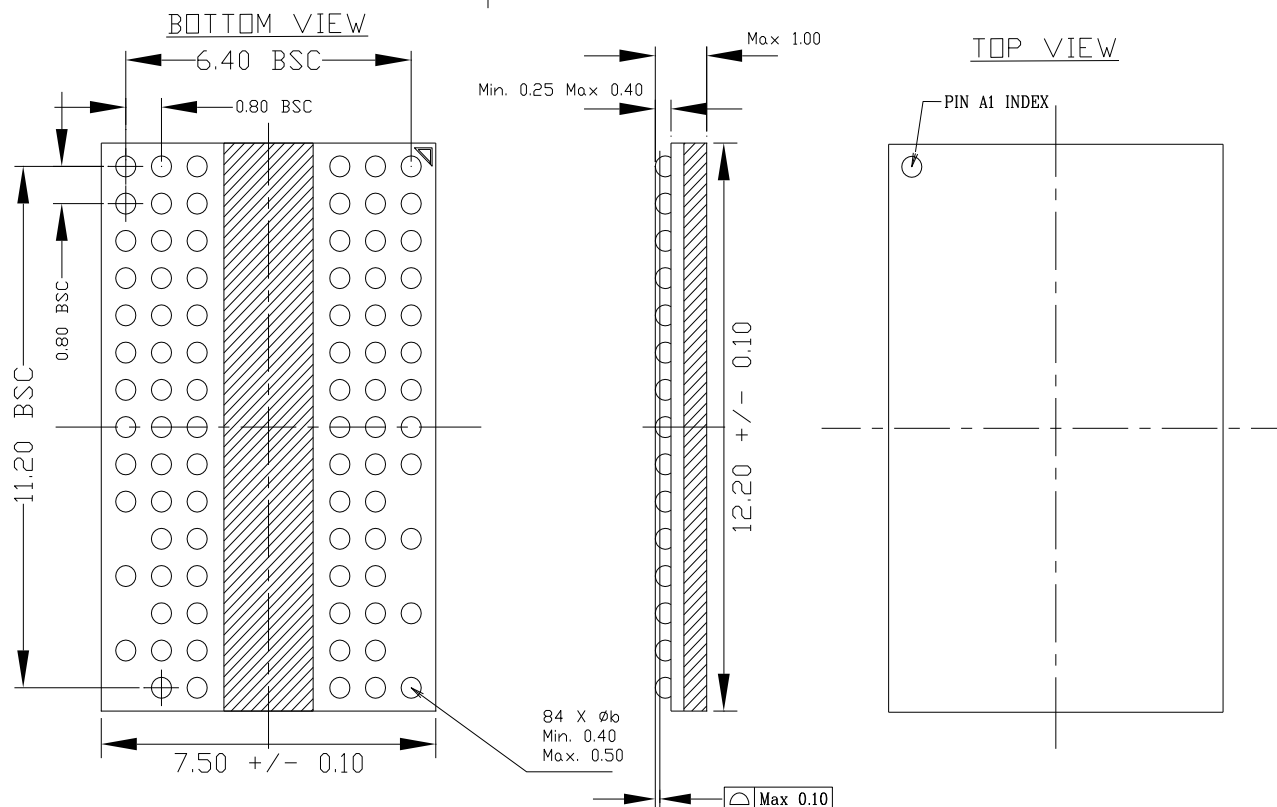 BOTTOM VIEW
6.40 BSC
0.80 BSC
0.80 BSC
11.20 BSC
7.50 +/- 0.10
84 X Øb
Min. 0.40
Max. 0.50
Max 1.00
Min. 0.25 Max 0.40
12.20 +/- 0.10
Max 0.10
TOP VIEW
PIN A1 INDEX